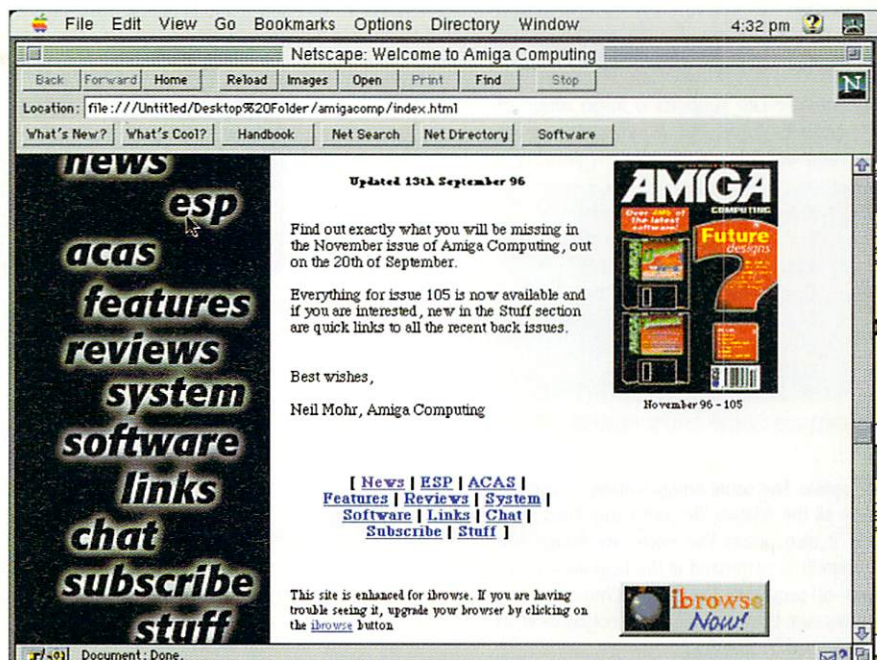 File Edit View Go Bookmarks Options Directory Window 4:32 pm
Netscape: Welcome to Amiga Computing
Back Forward Home Reload Images Open Print Find Stop
N
Location: file:///Untitled/Desktop%20Folder/amigacomp/index.html
What's New? What's Cool? Handbook Net Search Net Directory Software
news
esp
acas
features
reviews
system
software
links
chat
subscribe
stuff
Updated 13th September 96
Find out exactly what you will be missing in
the November issue of Amiga Computing, out
on the 20th of September.
Everything for issue 105 is now available and
if you are interested, new in the Stuff section
are quick links to all the recent back issues.
Best wishes,
Neil Mohr, Amiga Computing
AMIGA
COMPUTING
Over 4MB of
the latest
software!
Future
designs
November 96 - 105
[ News | ESP | ACAS |
Features | Reviews | System |
Software | Links | Chat |
Subscribe | Stuff ]
This site is enhanced for ibrowse. If you are having
trouble seeing it, upgrade your browser by clicking on
the ibrowse button
ibrowse
Now!
Document: Done.